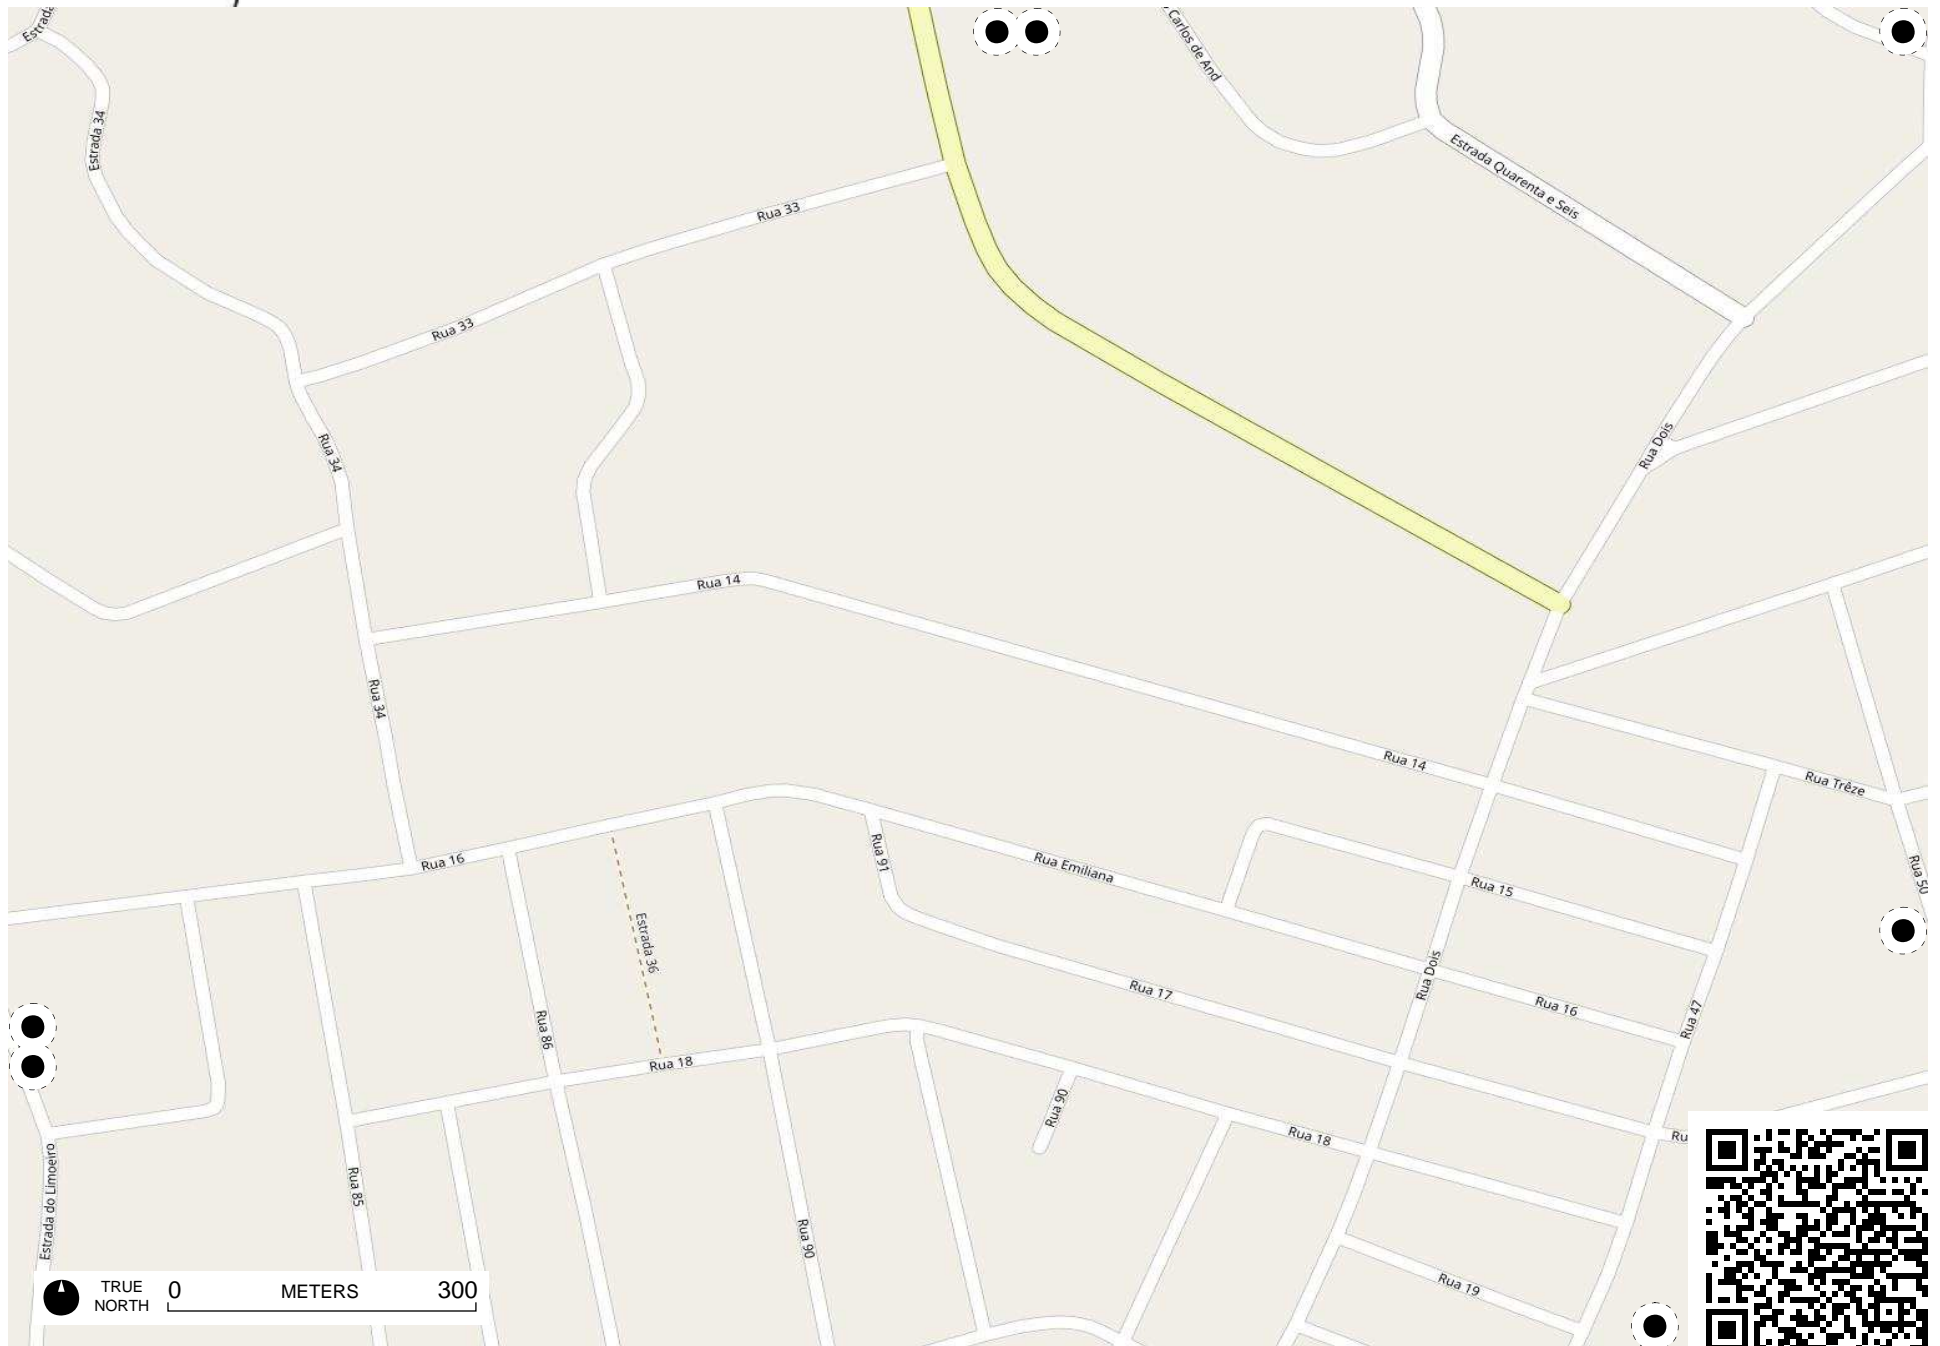 Estrada
Carlos de And
Estrada 34
Estrada Quarenta e Seis
Rua 33
Rua 33
Rua 34
Rua Dois
Rua 14
Rua 34
Rua 14
Rua Trêze
Rua 16
Rua 91
Rua Emiliana
Rua 15
Rua 50
Estrada 36
Rua Dois
Rua 17
Rua 16
Rua 47
Rua 86
Rua 18
Rua 90
Rua 18
Ru
Estrada do Limoeiro
Rua 85
Rua 90
Rua 19
TRUE NORTH
0 METERS 300